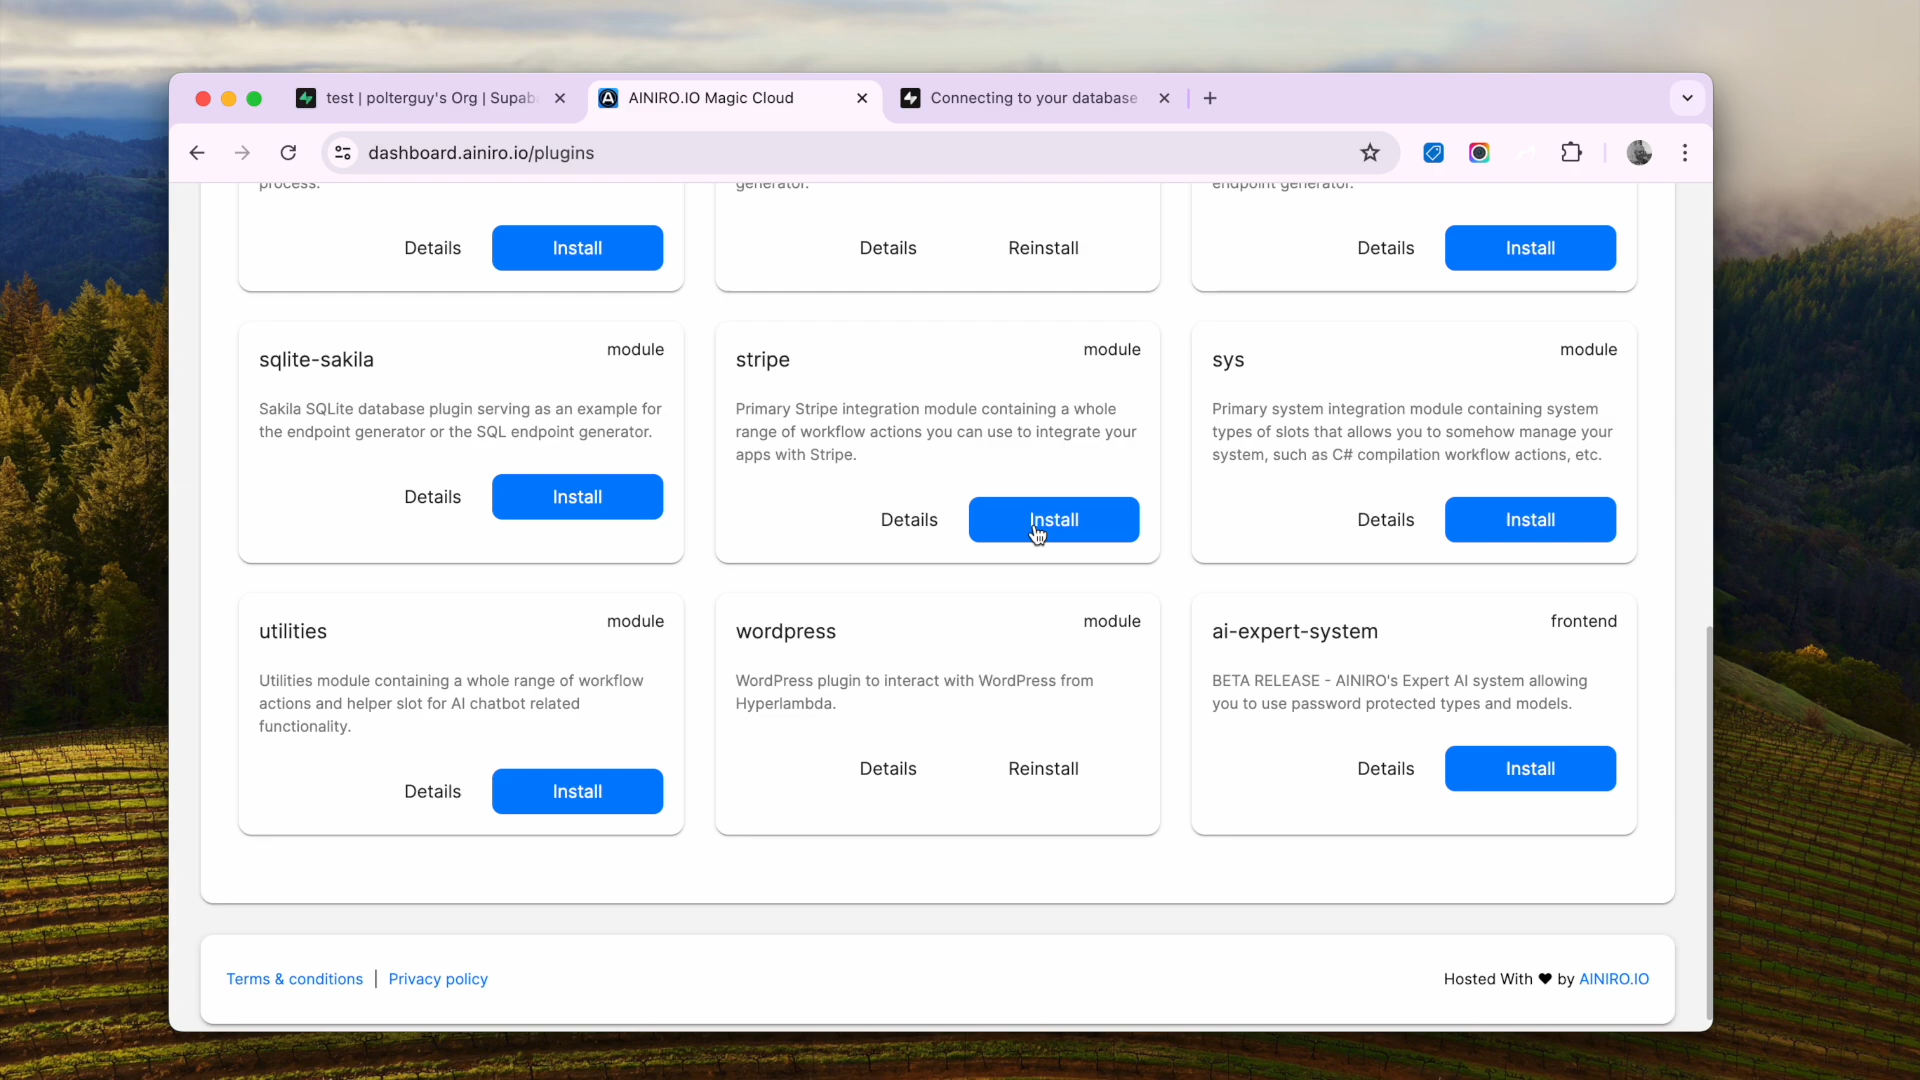 test | polterguy's Org | Supab
AINIRO.IO Magic Cloud
Connecting to your database
dashboard.ainiro.io/plugins
process.
generator.
endpoint generator.
Details
Install
Details
Reinstall
Details
Install
sqlite-sakila
module
Sakila SQLite database plugin serving as an example for
the endpoint generator or the SQL endpoint generator.
Details
Install
stripe
module
Primary Stripe integration module containing a whole
range of workflow actions you can use to integrate your
apps with Stripe.
Details
Install
sys
module
Primary system integration module containing system
types of slots that allows you to somehow manage your
system, such as C# compilation workflow actions, etc.
Details
Install
utilities
module
Utilities module containing a whole range of workflow
actions and helper slot for AI chatbot related
functionality.
Details
Install
wordpress
module
WordPress plugin to interact with WordPress from
Hyperlambda.
Details
Reinstall
ai-expert-system
frontend
BETA RELEASE - AINIRO's Expert AI system allowing
you to use password protected types and models.
Details
Install
Terms & conditions | Privacy policy
Hosted With ♥ by AINIRO.IO